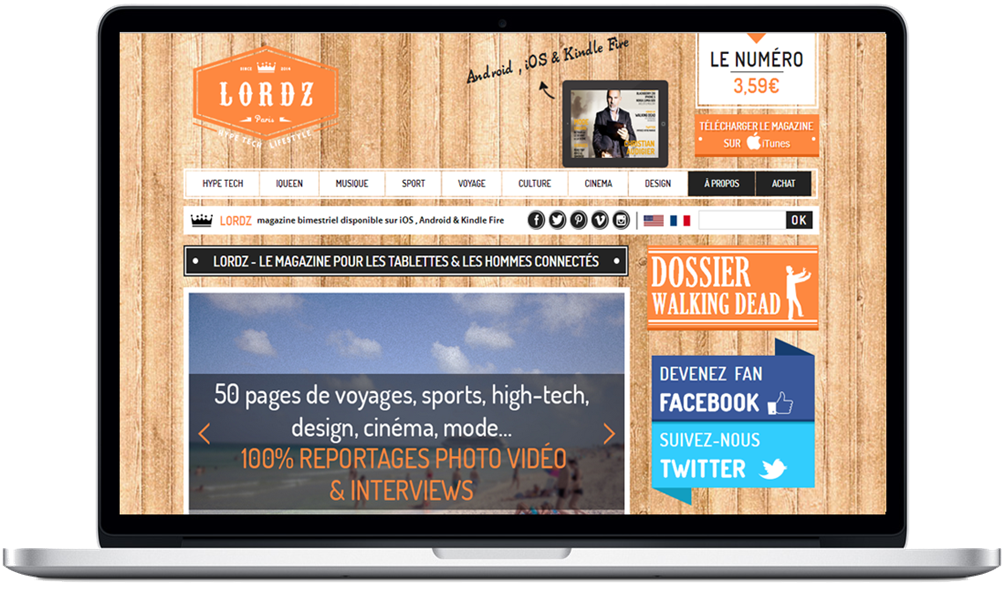 SINCE
LORDZ
Paris
HYPE TECH, LIFESTYLE
Android , iOS & Kindle Fire
LE NUMÉRO
3,59€
TÉLÉCHARGER LE MAGAZINE
SUR iTunes
HYPE TECH IQUEEN MUSIQUE SPORT VOYAGE CULTURE CINEMA DESIGN À PROPOS ACHAT
LORDZ magazine bimestriel disponible sur iOS , Android & Kindle Fire
OK
LORDZ - LE MAGAZINE POUR LES TABLETTES & LES HOMMES CONNECTÉS
DOSSIER
WALKING DEAD
50 pages de voyages, sports, high-tech,
design, cinéma, mode...
100% REPORTAGES PHOTO VIDÉO
& INTERVIEWS
DEVENEZ FAN
FACEBOOK
SUIVEZ-NOUS
TWITTER